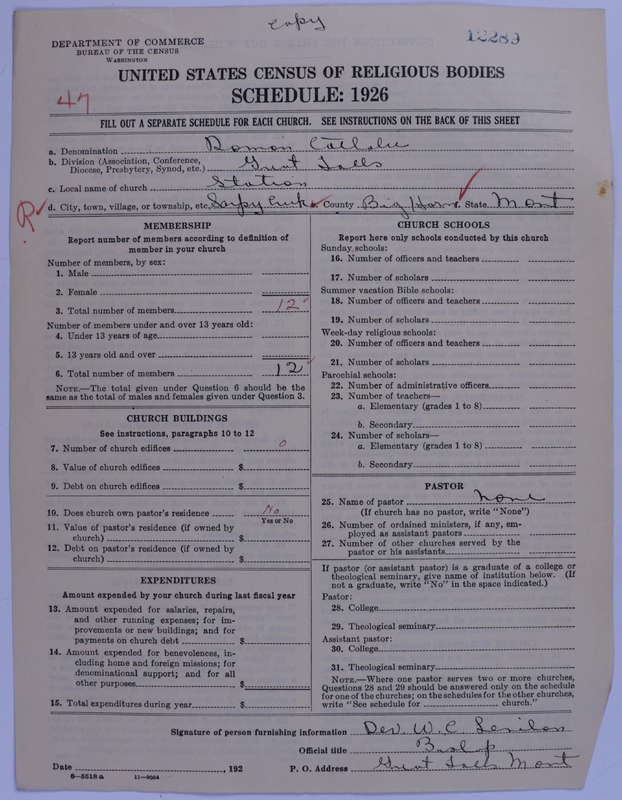 Copy
12289
DEPARTMENT OF COMMERCE
BUREAU OF THE CENSUS
WASHINGTON
UNITED STATES CENSUS OF RELIGIOUS BODIES
47
SCHEDULE: 1926
FILL OUT A SEPARATE SCHEDULE FOR EACH CHURCH. SEE INSTRUCTIONS ON THE BACK OF THIS SHEET
a. Denomination Roman Catholic
b. Division (Association, Conference, Diocese, Presbytery, Synod, etc.) Great Falls
c. Local name of church Station
R d. City, town, village, or township, etc. Sarpy Creek County Big Horn State Mont
MEMBERSHIP
Report number of members according to definition of
member in your church
Number of members, by sex:
1. Male
2. Female
3. Total number of members 12
Number of members under and over 13 years old:
4. Under 13 years of age
5. 13 years old and over
6. Total number of members 12
NOTE.—The total given under Question 6 should be the
same as the total of males and females given under Question 3.
CHURCH BUILDINGS
See instructions, paragraphs 10 to 12
7. Number of church edifices 0
8. Value of church edifices $
9. Debt on church edifices $
10. Does church own pastor's residence No
Yes or No
11. Value of pastor's residence (if owned by
church) $
12. Debt on pastor's residence (if owned by
church) $
EXPENDITURES
Amount expended by your church during last fiscal year
13. Amount expended for salaries, repairs,
and other running expenses; for im-
provements or new buildings; and for
payments on church debt $
14. Amount expended for benevolences, in-
cluding home and foreign missions; for
denominational support; and for all
other purposes $
15. Total expenditures during year $
CHURCH SCHOOLS
Report here only schools conducted by this church
Sunday schools:
16. Number of officers and teachers
17. Number of scholars
Summer vacation Bible schools:
18. Number of officers and teachers
19. Number of scholars
Week-day religious schools:
20. Number of officers and teachers
21. Number of scholars
Parochial schools:
22. Number of administrative officers
23. Number of teachers—
a. Elementary (grades 1 to 8)
b. Secondary
24. Number of scholars—
a. Elementary (grades 1 to 8)
b. Secondary
PASTOR
25. Name of pastor none
(If church has no pastor, write "None")
26. Number of ordained ministers, if any, em-
ployed as assistant pastors
27. Number of other churches served by the
pastor or his assistants
If pastor (or assistant pastor) is a graduate of a college or
theological seminary, give name of institution below. (If
not a graduate, write "No" in the space indicated.)
Pastor:
28. College
29. Theological seminary
Assistant pastor:
30. College
31. Theological seminary
NOTE.—Where one pastor serves two or more churches,
Questions 28 and 29 should be answered only on the schedule
for one of the churches; on the schedules for the other churches,
write "See schedule for church."
Signature of person furnishing information W. C.
Official title Bishop
Date , 192 P. O. Address Great Falls Mont
8—5518 a 11—9064